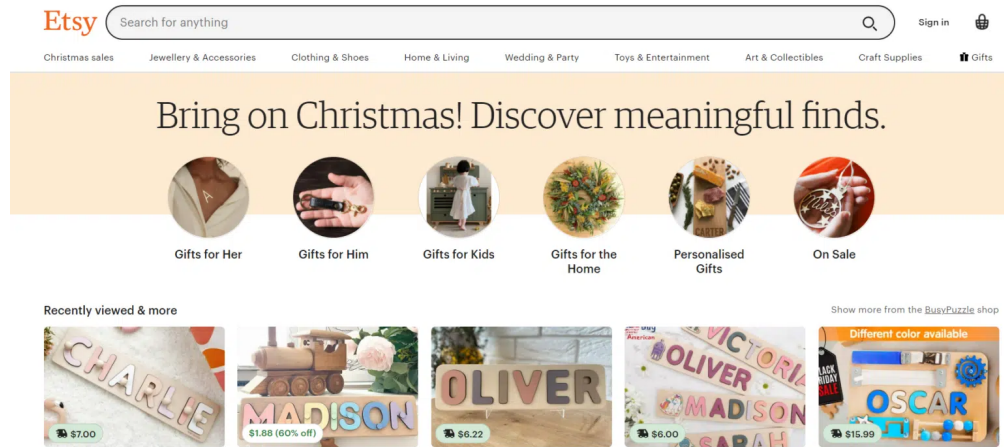 Etsy
Search for anything
Sign in
Christmas sales
Jewellery & Accessories
Clothing & Shoes
Home & Living
Wedding & Party
Toys & Entertainment
Art & Collectibles
Craft Supplies
Gifts
Bring on Christmas! Discover meaningful finds.
A
CARTER
Gifts for Her
Gifts for Him
Gifts for Kids
Gifts for the
Home
Personalised
Gifts
On Sale
Recently viewed & more
Show more from the BusyPuzzle shop
CHARLIE
$7.00
MADISON
$1.88 (60% off)
OLIVER
$6.22
American
VICTORIA
OLIVER
MADISON
SARAH
$6.00
Different color available
BLACK
FRIDAY
SALE
OSCAR
$15.99